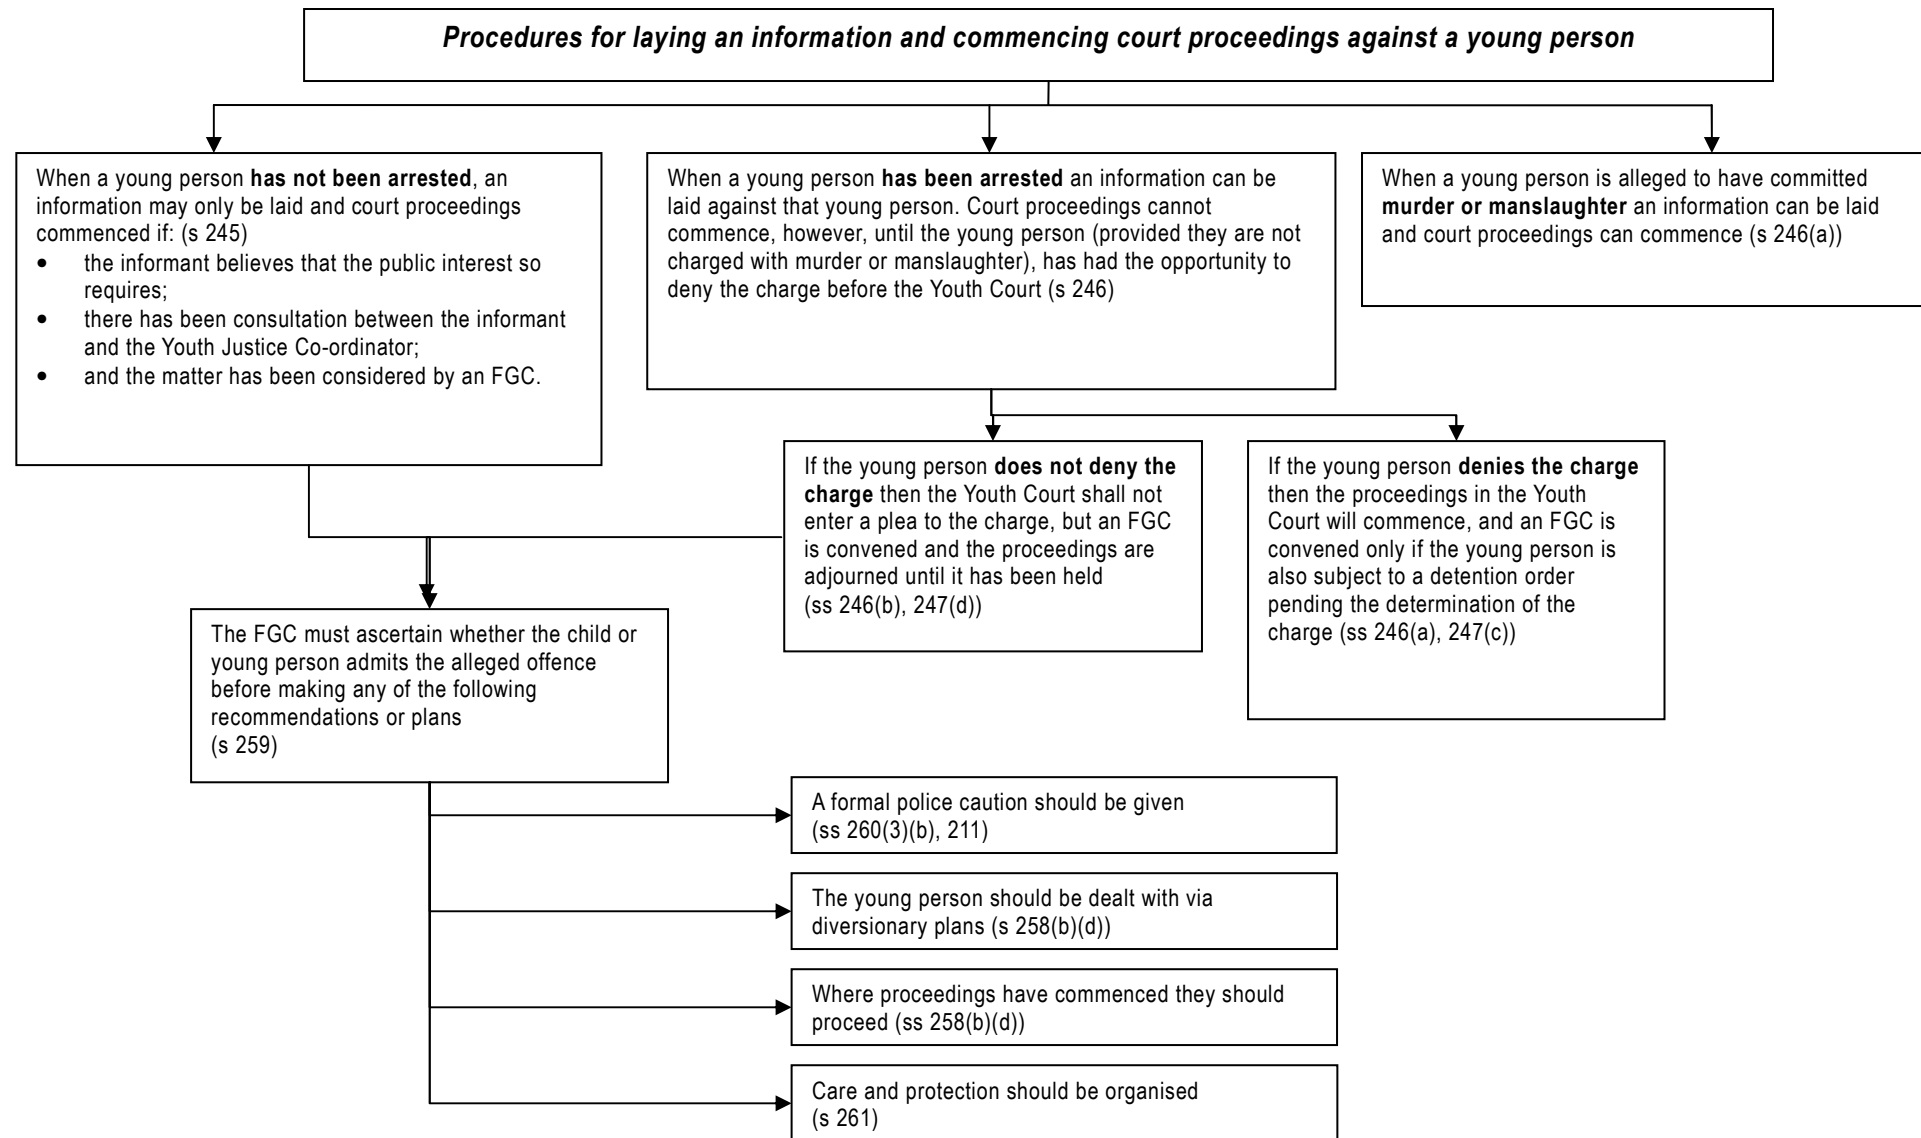 Procedures for laying an information and commencing court proceedings against a young person
When a young person has not been arrested, an
information may only be laid and court proceedings
commenced if: (s 245)
• the informant believes that the public interest so
requires;
• there has been consultation between the informant
and the Youth Justice Co-ordinator;
• and the matter has been considered by an FGC.
When a young person has been arrested an information can be
laid against that young person. Court proceedings cannot
commence, however, until the young person (provided they are not
charged with murder or manslaughter), has had the opportunity to
deny the charge before the Youth Court (s 246)
When a young person is alleged to have committed
murder or manslaughter an information can be laid
and court proceedings can commence (s 246(a))
If the young person does not deny the
charge then the Youth Court shall not
enter a plea to the charge, but an FGC
is convened and the proceedings are
adjourned until it has been held
(ss 246(b), 247(d))
If the young person denies the charge
then the proceedings in the Youth
Court will commence, and an FGC is
convened only if the young person is
also subject to a detention order
pending the determination of the
charge (ss 246(a), 247(c))
The FGC must ascertain whether the child or
young person admits the alleged offence
before making any of the following
recommendations or plans
(s 259)
A formal police caution should be given
(ss 260(3)(b), 211)
The young person should be dealt with via
diversionary plans (s 258(b)(d))
Where proceedings have commenced they should
proceed (ss 258(b)(d))
Care and protection should be organised
(s 261)